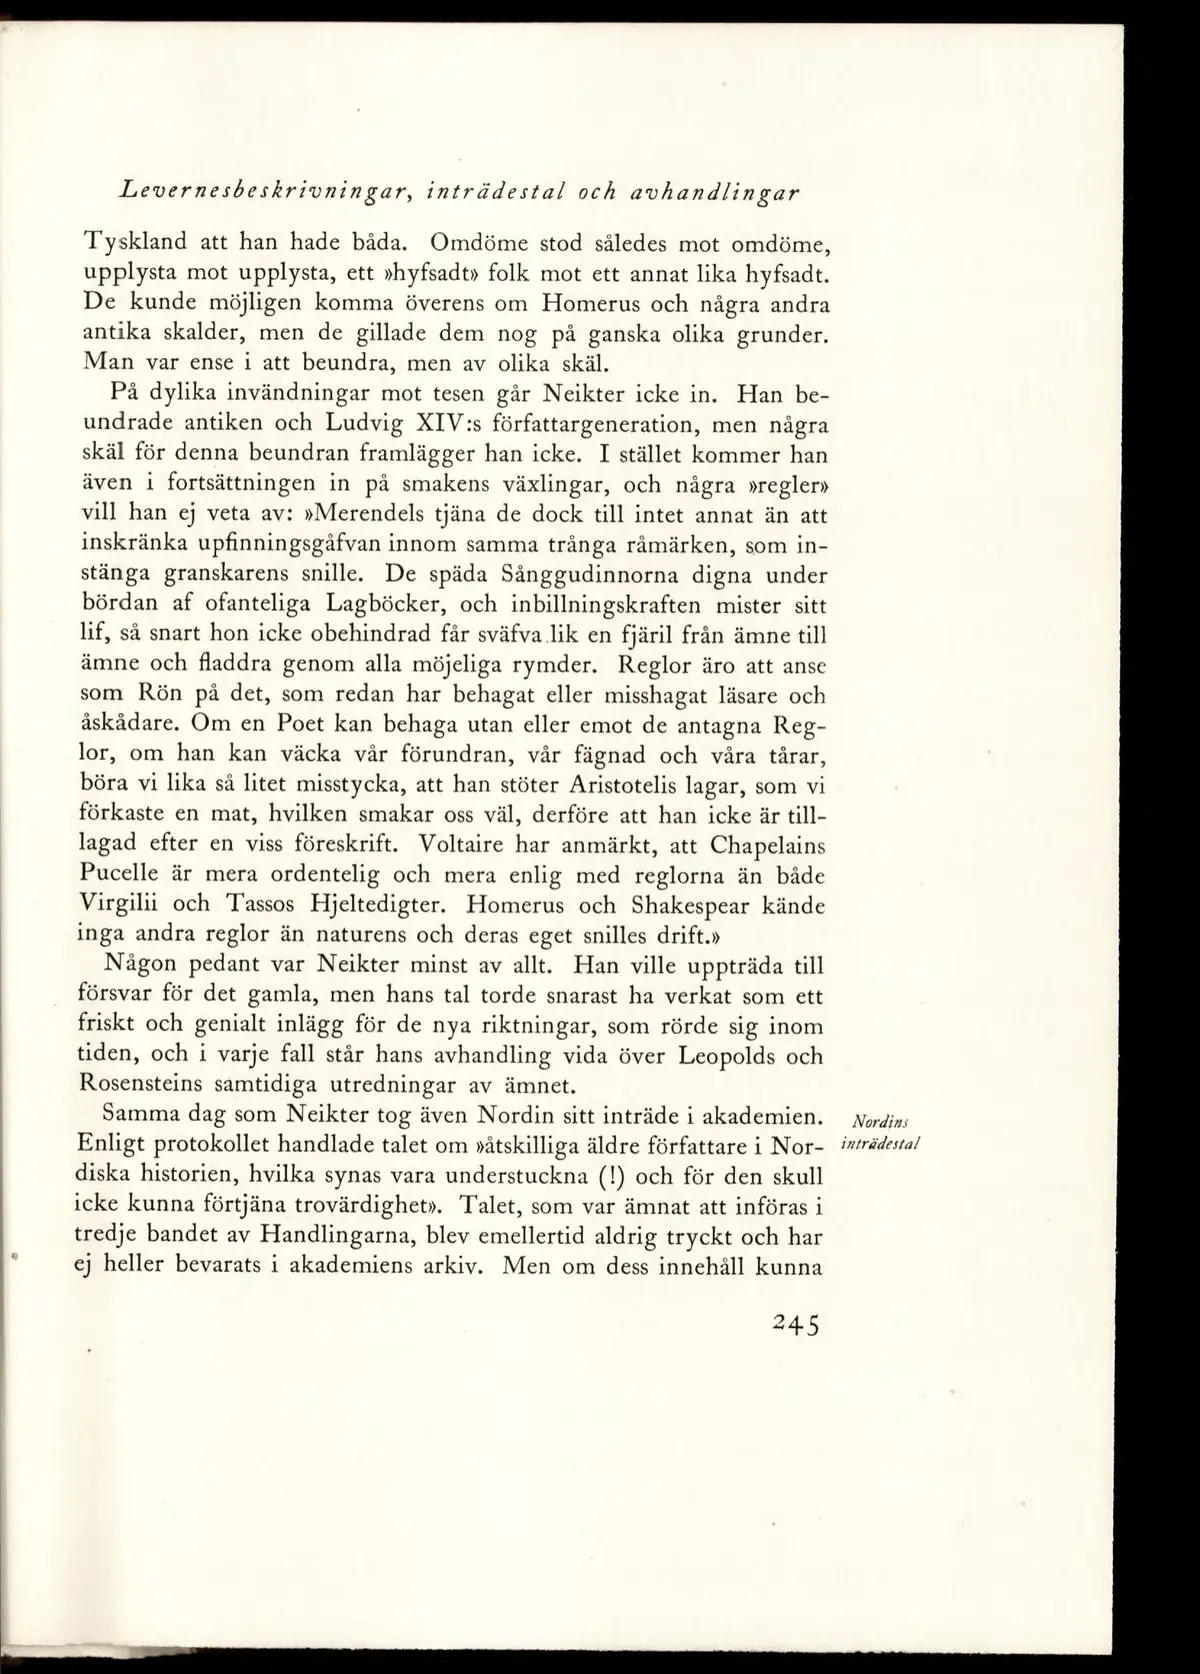 Levernesbeskrivningar, inträdestal och avhandlingar
Tyskland att han hade båda. Omdöme stod således mot omdöme,
upplysta mot upplysta, ett »hyfsadt» folk mot ett annat lika hyfsadt.
De kunde möjligen komma överens om Homerus och några andra
antika skalder, men de gillade dem nog på ganska olika grunder.
Man var ense i att beundra, men av olika skäl.
På dylika invändningar mot tesen går Neikter icke in. Han be-
undrade antiken och Ludvig XIV:s författargeneration, men några
skäl för denna beundran framlägger han icke. I stället kommer han
även i fortsättningen in på smakens växlingar, och några »regler»
vill han ej veta av: »Merendels tjäna de dock till intet annat än att
inskränka upfinningsgåfvan innom samma trånga råmärken, som in-
stänga granskarens snille. De späda Sånggudinnorna digna under
bördan af ofanteliga Lagböcker, och inbillningskraften mister sitt
lif, så snart hon icke obehindrad får sväfva lik en fjäril från ämne till
ämne och fladdra genom alla möjeliga rymder. Reglor äro att anse
som Rön på det, som redan har behagat eller misshagat läsare och
åskådare. Om en Poet kan behaga utan eller emot de antagna Reg-
lor, om han kan väcka vår förundran, vår fägnad och våra tårar,
böra vi lika så litet misstycka, att han stöter Aristotelis lagar, som vi
förkaste en mat, hvilken smakar oss väl, derföre att han icke är till-
lagad efter en viss föreskrift. Voltaire har anmärkt, att Chapelains
Pucelle är mera ordentelig och mera enlig med reglorna än både
Virgilii och Tassos Hjeltedigter. Homerus och Shakespear kände
inga andra reglor än naturens och deras eget snilles drift.»
Någon pedant var Neikter minst av allt. Han ville uppträda till
försvar för det gamla, men hans tal torde snarast ha verkat som ett
friskt och genialt inlägg för de nya riktningar, som rörde sig inom
tiden, och i varje fall står hans avhandling vida över Leopolds och
Rosensteins samtidiga utredningar av ämnet.
Samma dag som Neikter tog även Nordin sitt inträde i akademien.
Nordins
inträdestal
Enligt protokollet handlade talet om »åtskilliga äldre författare i Nor-
diska historien, hvilka synas vara understuckna (!) och för den skull
icke kunna förtjäna trovärdighet». Talet, som var ämnat att införas i
tredje bandet av Handlingarna, blev emellertid aldrig tryckt och har
ej heller bevarats i akademiens arkiv. Men om dess innehåll kunna
245